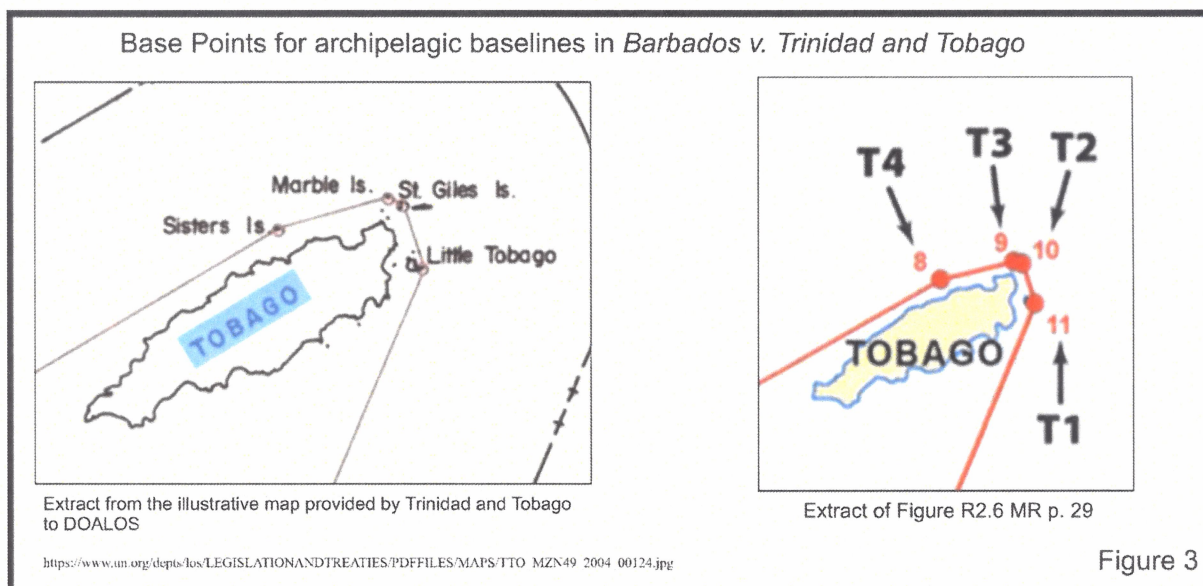 Base Points for archipelagic baselines in Barbados v. Trinidad and Tobago
Marble Is.
St. Giles Is.
Sisters Is
Little Tobago
TOBAGO
Extract from the illustrative map provided by Trinidad and Tobago
to DOALOS
https://www.un.org/depts/los/LEGISLATIONANDTREATIES/PDFFILES/MAPS/TTO_MZN49_2004_00124.jpg
T4
T3
T2
8
9
10
11
TOBAGO
T1
Extract of Figure R2.6 MR p. 29
Figure 3